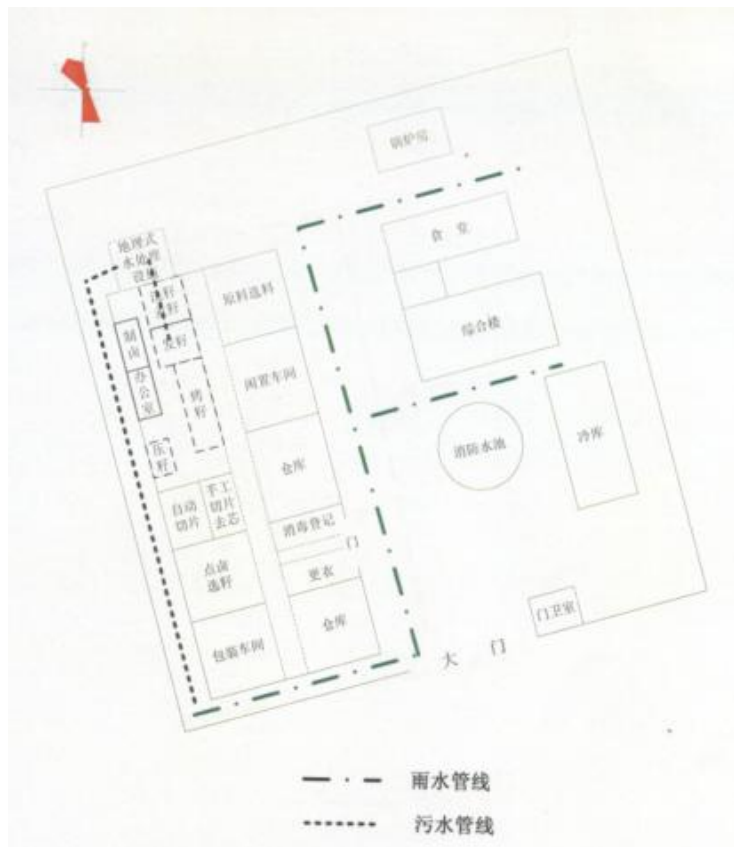 锅炉房
食 堂
综合楼
冷库
消防水池
门卫室
大 门
地埋式
水处理
原料选料
闲置车间
仓库
消毒登记
门
更衣
仓库
制
卤
办
公
室
烤
籽
压
籽
自动
切片
手工
切片
去芯
点卤
选籽
包装车间
雨水管线
污水管线